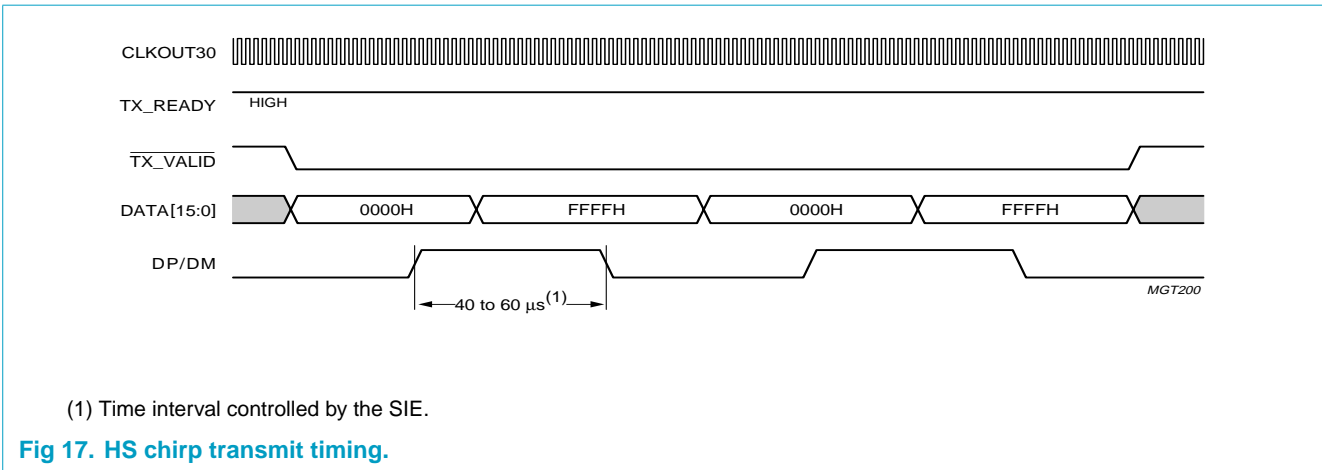 CLKOUT30
TX_READY HIGH
TX_VALID
DATA[15:0] 0000H FFFFH 0000H FFFFH
DP/DM
MGT200
40 to 60 μs(1)
(1) Time interval controlled by the SIE.
Fig 17. HS chirp transmit timing.